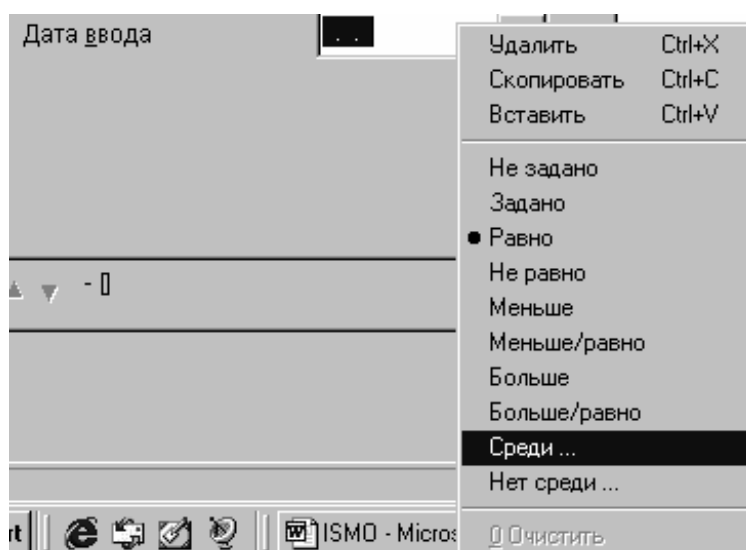 Дата ввода
. .
Удалить Ctrl+X
Скопировать Ctrl+C
Вставить Ctrl+V
Не задано
Задано
Равно
Не равно
Меньше
Меньше/равно
Больше
Больше/равно
Среди ...
Нет среди ...
0 Очистить
- []
rt
ISMO - Micros